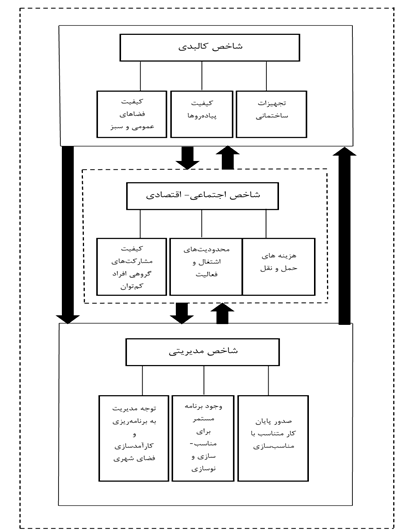 شاخص کالبدی
تجهیزات
ساختمانی
کیفیت
پیاده‌روها
کیفیت
فضاهای
عمومی و سبز
شاخص اجتماعی- اقتصادی
هزینه های
حمل و نقل
محدودیت‌های
اشتغال و
فعالیت
کیفیت
مشارکت‌های
گروهی افراد
کم‌توان
شاخص مدیریتی
صدور پایان
کار متناسب با
مناسب‌سازی
وجود برنامه
مستمر
برای
مناسب-
سازی و
نوسازی
توجه مدیریت
به برنامه‌ریزی
و
کارآمدسازی
فضای شهری